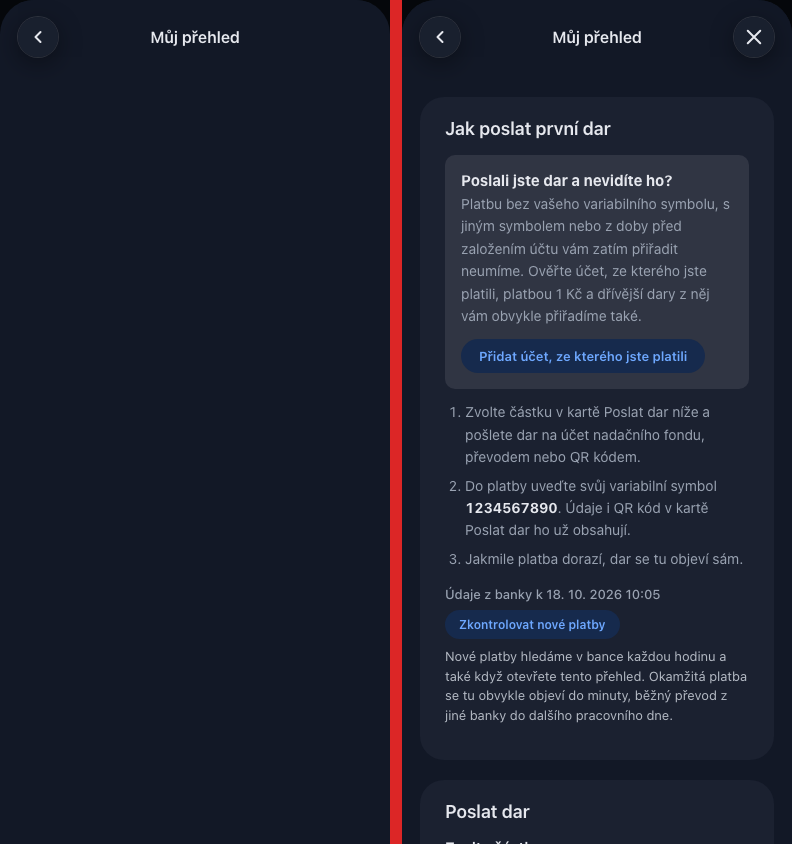 Můj přehled
Můj přehled
Jak poslat první dar
Poslali jste dar a nevidíte ho?
Platbu bez vašeho variabilního symbolu, s
jiným symbolem nebo z doby před
založením účtu vám zatím přiřadit
neumíme. Ověřte účet, ze kterého jste
platili, platbou 1 Kč a dřívější dary z něj
vám obvykle přiřadíme také.
Přidat účet, ze kterého jste platili
1. Zvolte částku v kartě Poslat dar níže a
pošlete dar na účet nadačního fondu,
převodem nebo QR kódem.
2. Do platby uveďte svůj variabilní symbol
1234567890. Údaje i QR kód v kartě
Poslat dar ho už obsahují.
3. Jakmile platba dorazí, dar se tu objeví sám.
Údaje z banky k 18. 10. 2026 10:05
Zkontrolovat nové platby
Nové platby hledáme v bance každou hodinu a
také když otevřete tento přehled. Okamžitá platba
se tu obvykle objeví do minuty, běžný převod z
jiné banky do dalšího pracovního dne.
Poslat dar